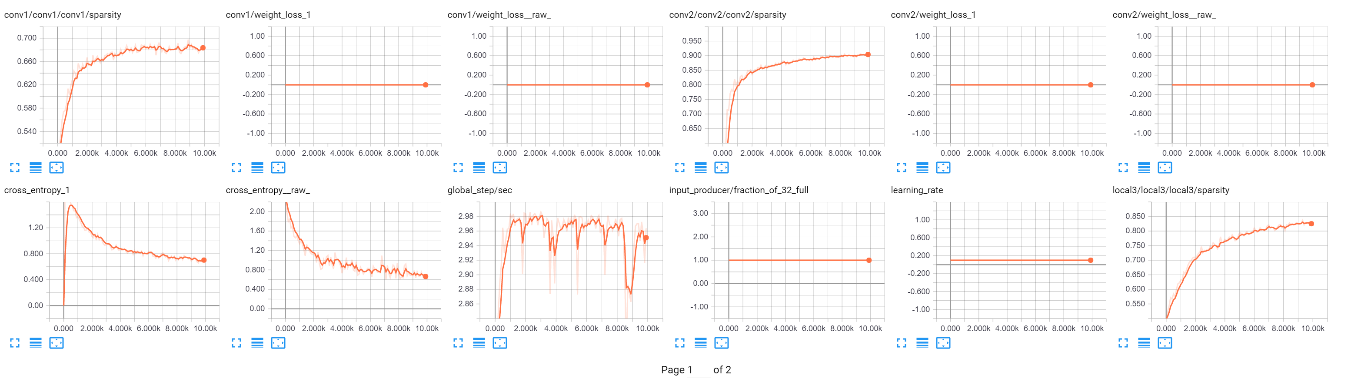 conv1/conv1/conv1/sparsity
0.700
0.660
0.620
0.580
0.540
0.000 2.000k 4.000k 6.000k 8.000k 10.00k
conv1/weight_loss_1
1.00
0.600
0.200
-0.200
-0.600
-1.00
0.000 2.000k 4.000k 6.000k 8.000k 10.00k
conv1/weight_loss__raw_
1.00
0.600
0.200
-0.200
-0.600
-1.00
0.000 2.000k 4.000k 6.000k 8.000k 10.00k
conv2/conv2/conv2/sparsity
0.950
0.900
0.850
0.800
0.750
0.700
0.650
0.000 2.000k 4.000k 6.000k 8.000k 10.00k
conv2/weight_loss_1
1.00
0.600
0.200
-0.200
-0.600
-1.00
0.000 2.000k 4.000k 6.000k 8.000k 10.00k
conv2/weight_loss__raw_
1.00
0.600
0.200
-0.200
-0.600
-1.00
0.000 2.000k 4.000k 6.000k 8.000k 10.00k
cross_entropy_1
1.20
0.800
0.400
0.00
0.000 2.000k 4.000k 6.000k 8.000k 10.00k
cross_entropy__raw_
2.00
1.60
1.20
0.800
0.400
0.00
0.000 2.000k 4.000k 6.000k 8.000k 10.00k
global_step/sec
2.98
2.96
2.94
2.92
2.90
2.88
2.86
0.000 2.000k 4.000k 6.000k 8.000k 10.00k
input_producer/fraction_of_32_full
3.00
2.00
1.00
0.00
-1.00
0.000 2.000k 4.000k 6.000k 8.000k 10.00k
learning_rate
1.00
0.600
0.200
-0.200
-0.600
-1.00
0.000 2.000k 4.000k 6.000k 8.000k 10.00k
local3/local3/local3/sparsity
0.850
0.800
0.750
0.700
0.650
0.600
0.550
0.000 2.000k 4.000k 6.000k 8.000k 10.00k
Page 1 of 2